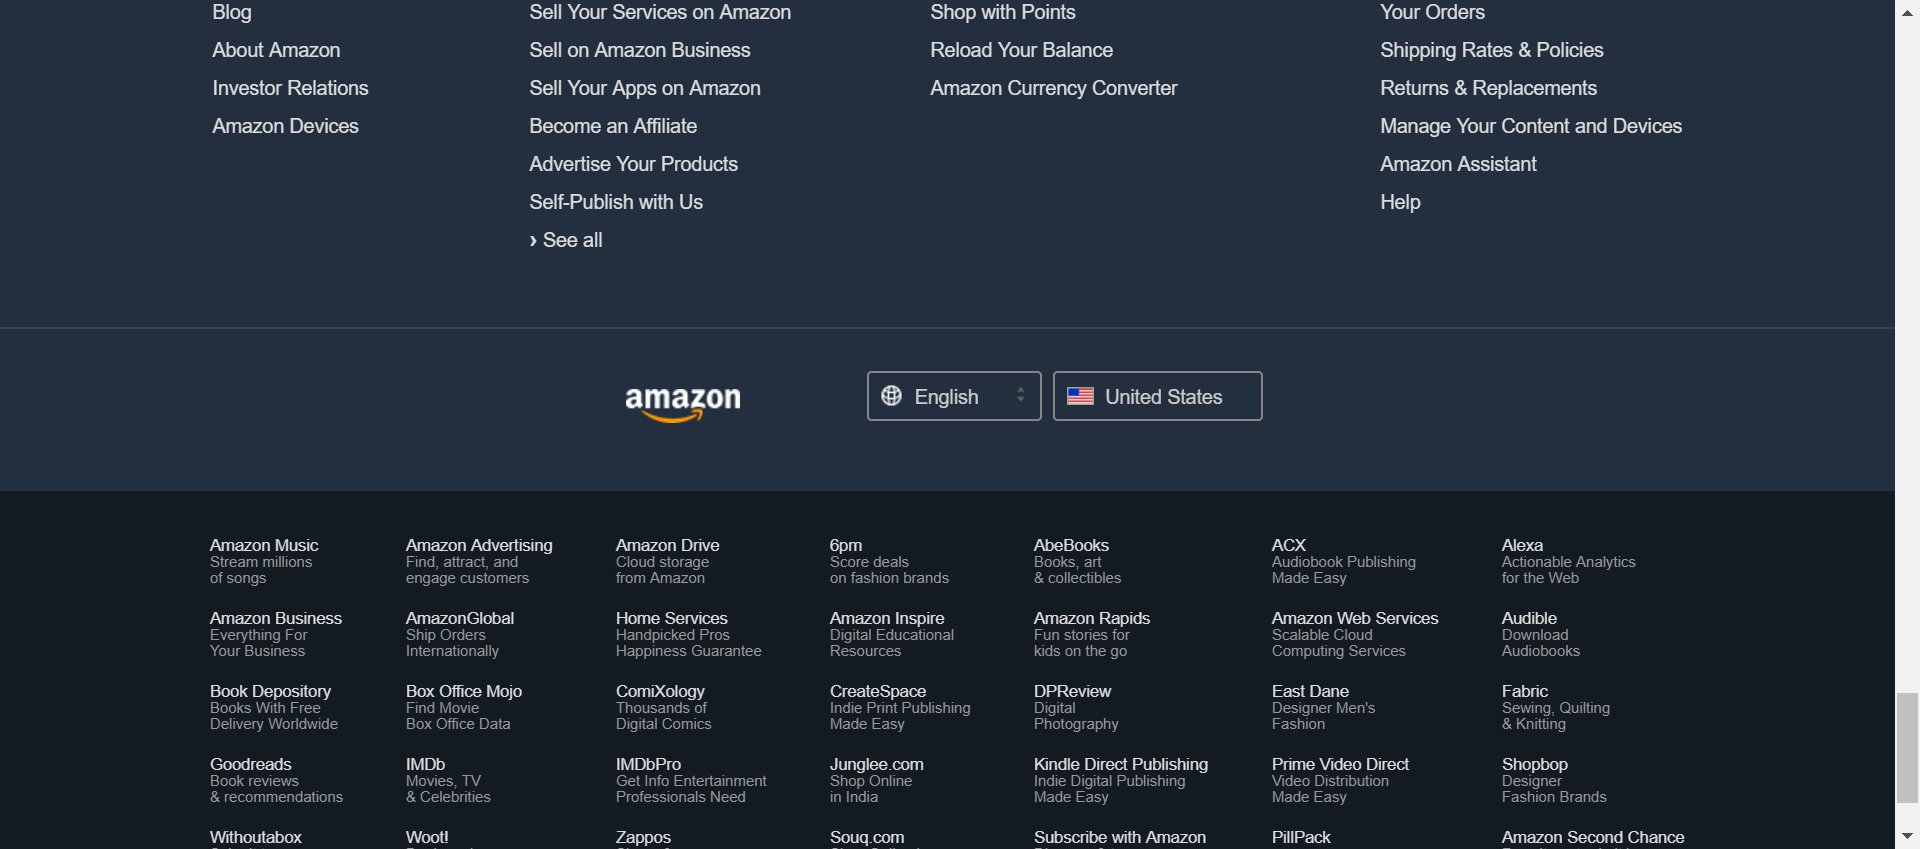 Blog
About Amazon
Investor Relations
Amazon Devices
Sell Your Services on Amazon
Sell on Amazon Business
Sell Your Apps on Amazon
Become an Affiliate
Advertise Your Products
Self-Publish with Us
› See all
Shop with Points
Reload Your Balance
Amazon Currency Converter
Your Orders
Shipping Rates & Policies
Returns & Replacements
Manage Your Content and Devices
Amazon Assistant
Help
amazon
English
United States
Amazon Music
Stream millions
of songs
Amazon Advertising
Find, attract, and
engage customers
Amazon Drive
Cloud storage
from Amazon
6pm
Score deals
on fashion brands
AbeBooks
Books, art
& collectibles
ACX
Audiobook Publishing
Made Easy
Alexa
Actionable Analytics
for the Web
Amazon Business
Everything For
Your Business
AmazonGlobal
Ship Orders
Internationally
Home Services
Handpicked Pros
Happiness Guarantee
Amazon Inspire
Digital Educational
Resources
Amazon Rapids
Fun stories for
kids on the go
Amazon Web Services
Scalable Cloud
Computing Services
Audible
Download
Audiobooks
Book Depository
Books With Free
Delivery Worldwide
Box Office Mojo
Find Movie
Box Office Data
ComiXology
Thousands of
Digital Comics
CreateSpace
Indie Print Publishing
Made Easy
DPReview
Digital
Photography
East Dane
Designer Men's
Fashion
Fabric
Sewing, Quilting
& Knitting
Goodreads
Book reviews
& recommendations
IMDb
Movies, TV
& Celebrities
IMDbPro
Get Info Entertainment
Professionals Need
Junglee.com
Shop Online
in India
Kindle Direct Publishing
Indie Digital Publishing
Made Easy
Prime Video Direct
Video Distribution
Made Easy
Shopbop
Designer
Fashion Brands
Withoutabox
Woot!
Zappos
Souq.com
Subscribe with Amazon
PillPack
Amazon Second Chance